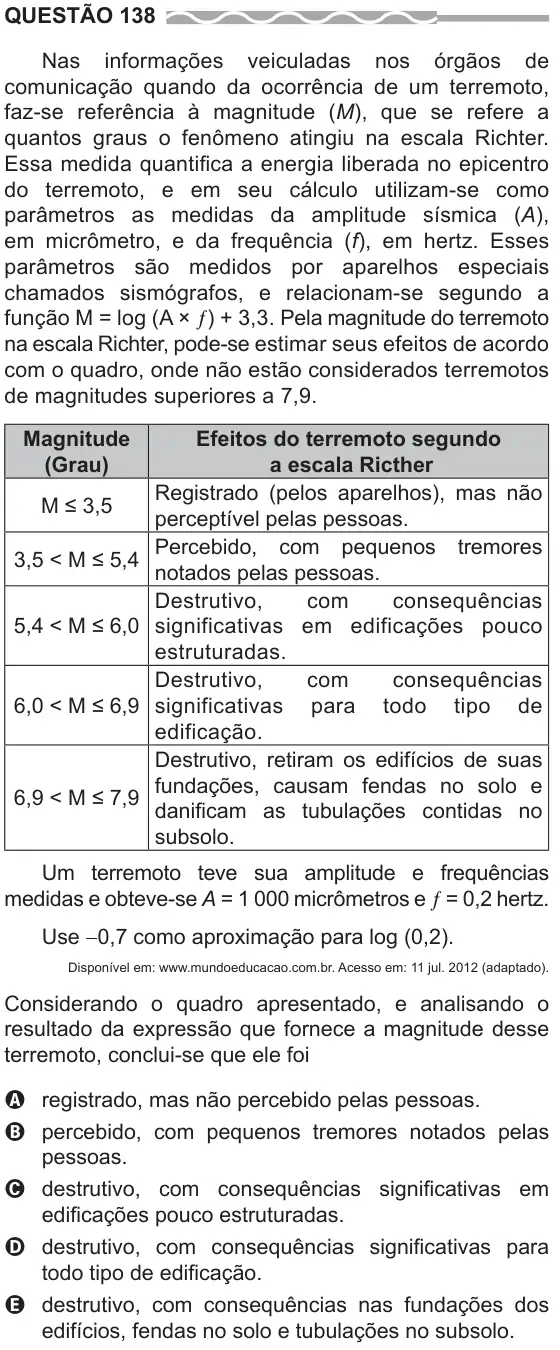 QUESTÃO 138
Nas informações veiculadas nos órgãos de
comunicação quando da ocorrência de um terremoto,
faz-se referência à magnitude (M), que se refere a
quantos graus o fenômeno atingiu na escala Richter.
Essa medida quantifica a energia liberada no epicentro
do terremoto, e em seu cálculo utilizam-se como
parâmetros as medidas da amplitude sísmica (A),
em micrômetro, e da frequência (f), em hertz. Esses
parâmetros são medidos por aparelhos especiais
chamados sismógrafos, e relacionam-se segundo a
função M = log (A × f) + 3,3. Pela magnitude do terremoto
na escala Richter, pode-se estimar seus efeitos de acordo
com o quadro, onde não estão considerados terremotos
de magnitudes superiores a 7,9.
Magnitude
(Grau)
Efeitos do terremoto segundo
a escala Ricther
M ≤ 3,5
Registrado (pelos aparelhos), mas não
perceptível pelas pessoas.
3,5 < M ≤ 5,4
Percebido, com pequenos tremores
notados pelas pessoas.
5,4 < M ≤ 6,0
Destrutivo, com consequências
significativas em edificações pouco
estruturadas.
6,0 < M ≤ 6,9
Destrutivo, com consequências
significativas para todo tipo de
edificação.
6,9 < M ≤ 7,9
Destrutivo, retiram os edifícios de suas
fundações, causam fendas no solo e
danificam as tubulações contidas no
subsolo.
Um terremoto teve sua amplitude e frequências
medidas e obteve-se A = 1 000 micrômetros e f = 0,2 hertz.
Use –0,7 como aproximação para log (0,2).
Disponível em: www.mundoeducacao.com.br. Acesso em: 11 jul. 2012 (adaptado).
Considerando o quadro apresentado, e analisando o
resultado da expressão que fornece a magnitude desse
terremoto, conclui-se que ele foi
A registrado, mas não percebido pelas pessoas.
B percebido, com pequenos tremores notados pelas
pessoas.
C destrutivo, com consequências significativas em
edificações pouco estruturadas.
D destrutivo, com consequências significativas para
todo tipo de edificação.
E destrutivo, com consequências nas fundações dos
edifícios, fendas no solo e tubulações no subsolo.